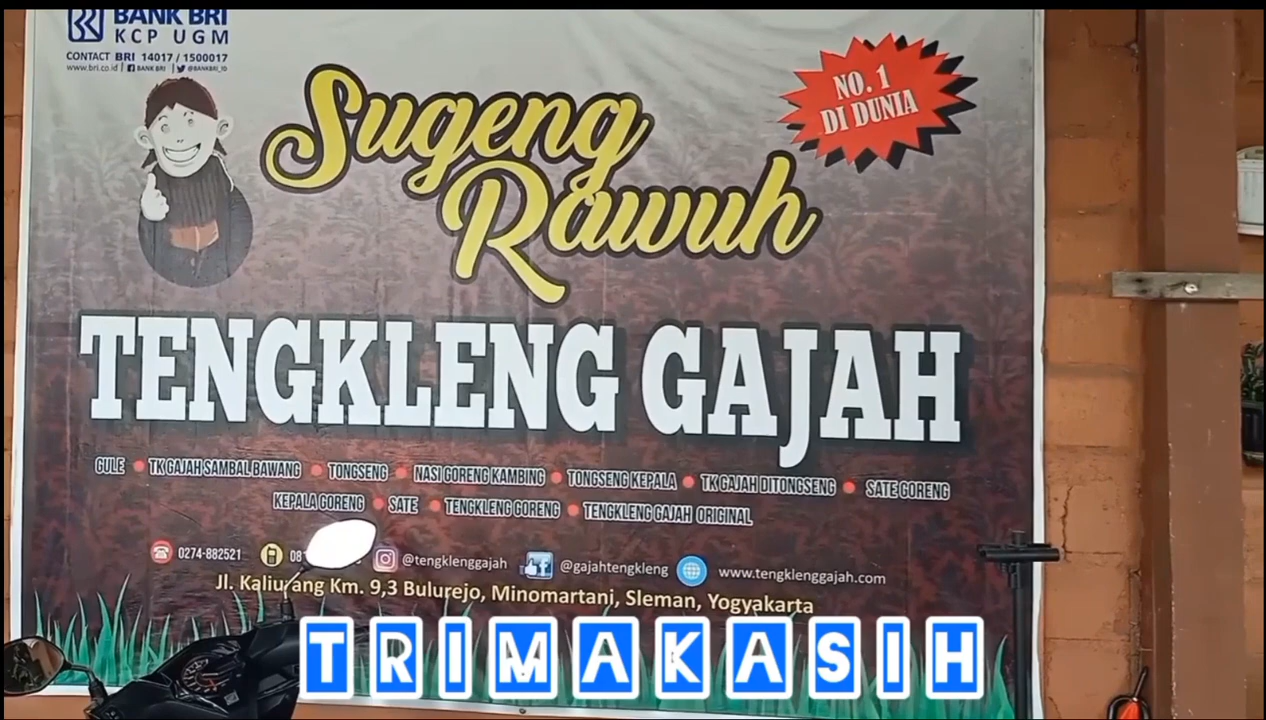 BANK BRI
KCP UGM
CONTACT BRI 14017 / 1500017
www.bri.co.id | BANK BRI | @BANKBRI_ID
NO. 1
DI DUNIA
Sugeng
Rawuh
TENGKLENG GAJAH
GULE • TK GAJAH SAMBAL BAWANG • TONGSENG • NASI GORENG KAMBING • TONGSENG KEPALA • TK GAJAH DITONGSENG • SATE GORENG
KEPALA GORENG • SATE • TENGKLENG GORENG • TENGKLENG GAJAH ORIGINAL
0274-882521 @tengklenggajah @gajahtengkleng www.tengklenggajah.com
Jl. Kaliurang Km. 9,3 Bulurejo, Minomartani, Sleman, Yogyakarta
TRIMAKASIH